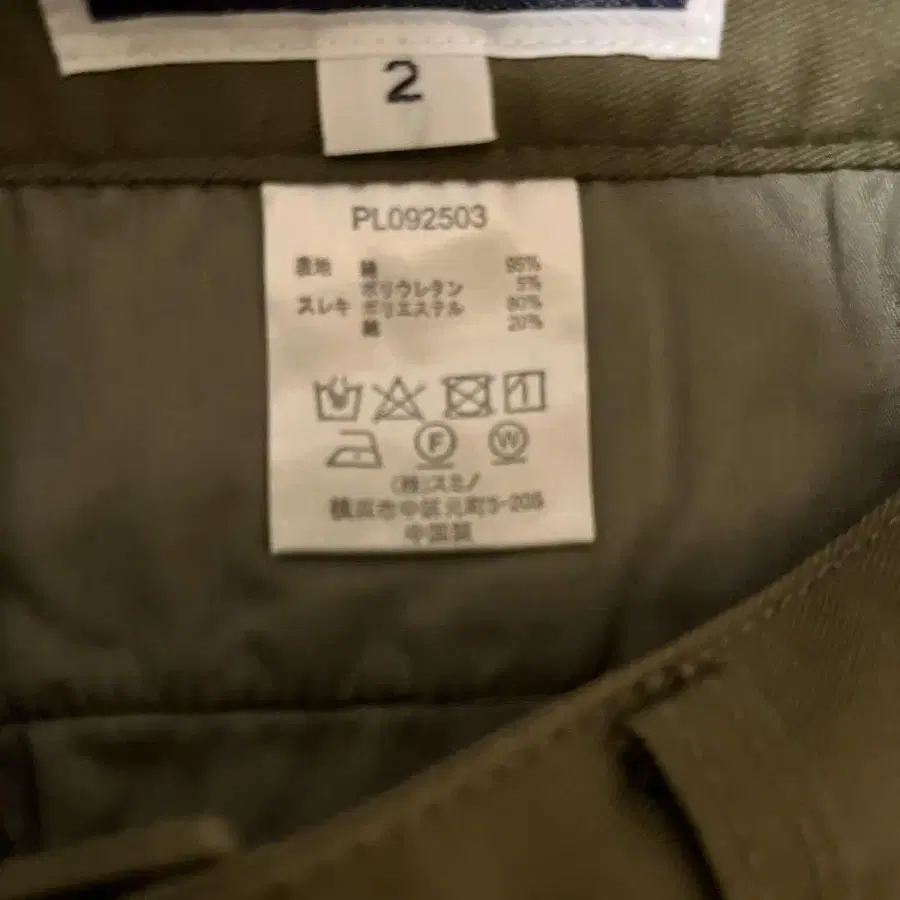 2
PL092503
表地 綿 95%
ポリウレタン 5%
スレキ ポリエステル 80%
綿 20%
F W
(株)スミノ
横浜市中区元町5-205
中国製